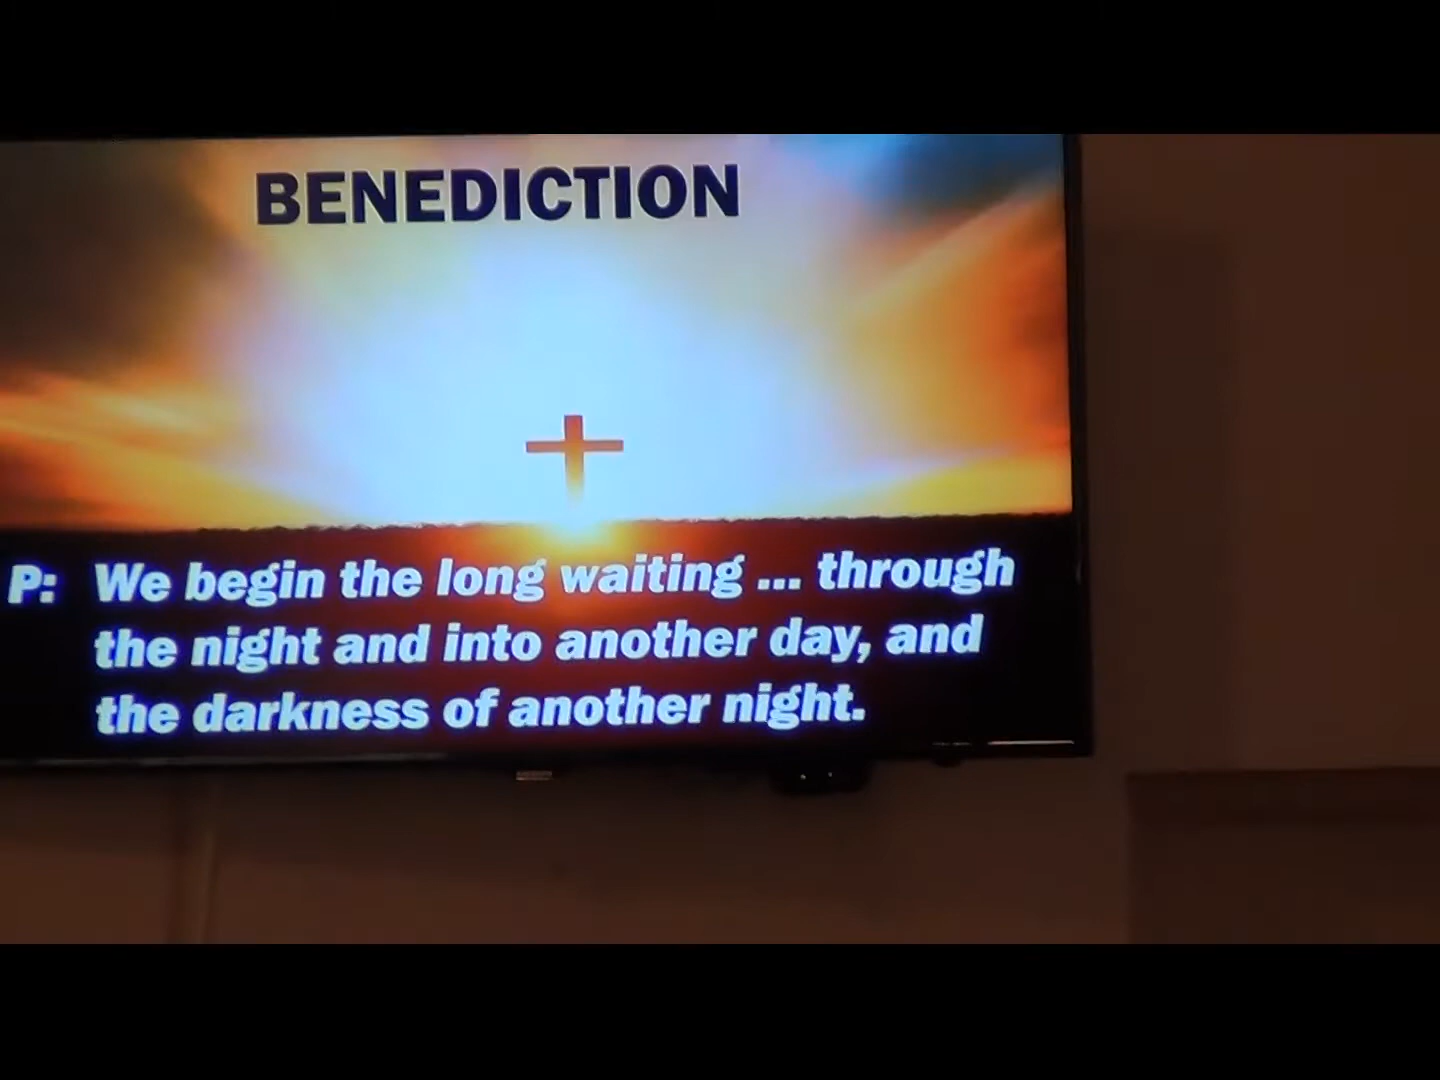 BENEDICTION
P: We begin the long waiting ... through
the night and into another day, and
the darkness of another night.